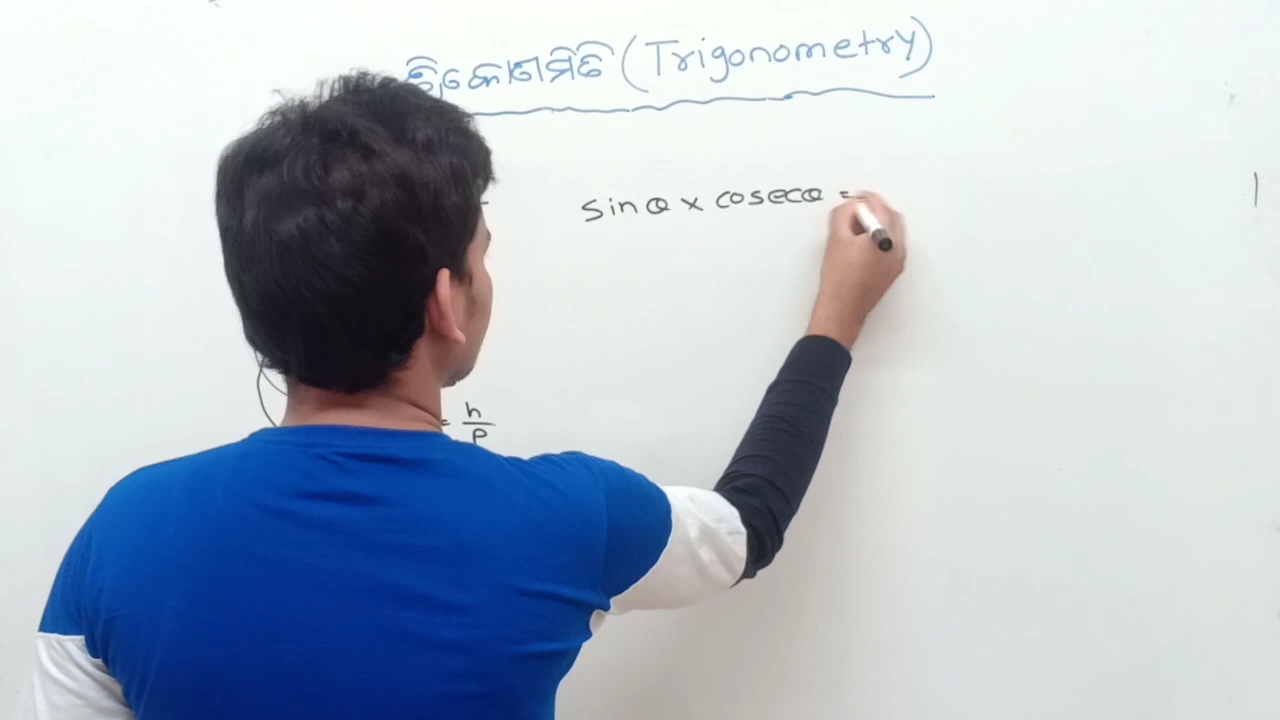 ତ୍ରିକୋଣମିତି (Trigonometry)
sinθ x cosecθ =
= h/p